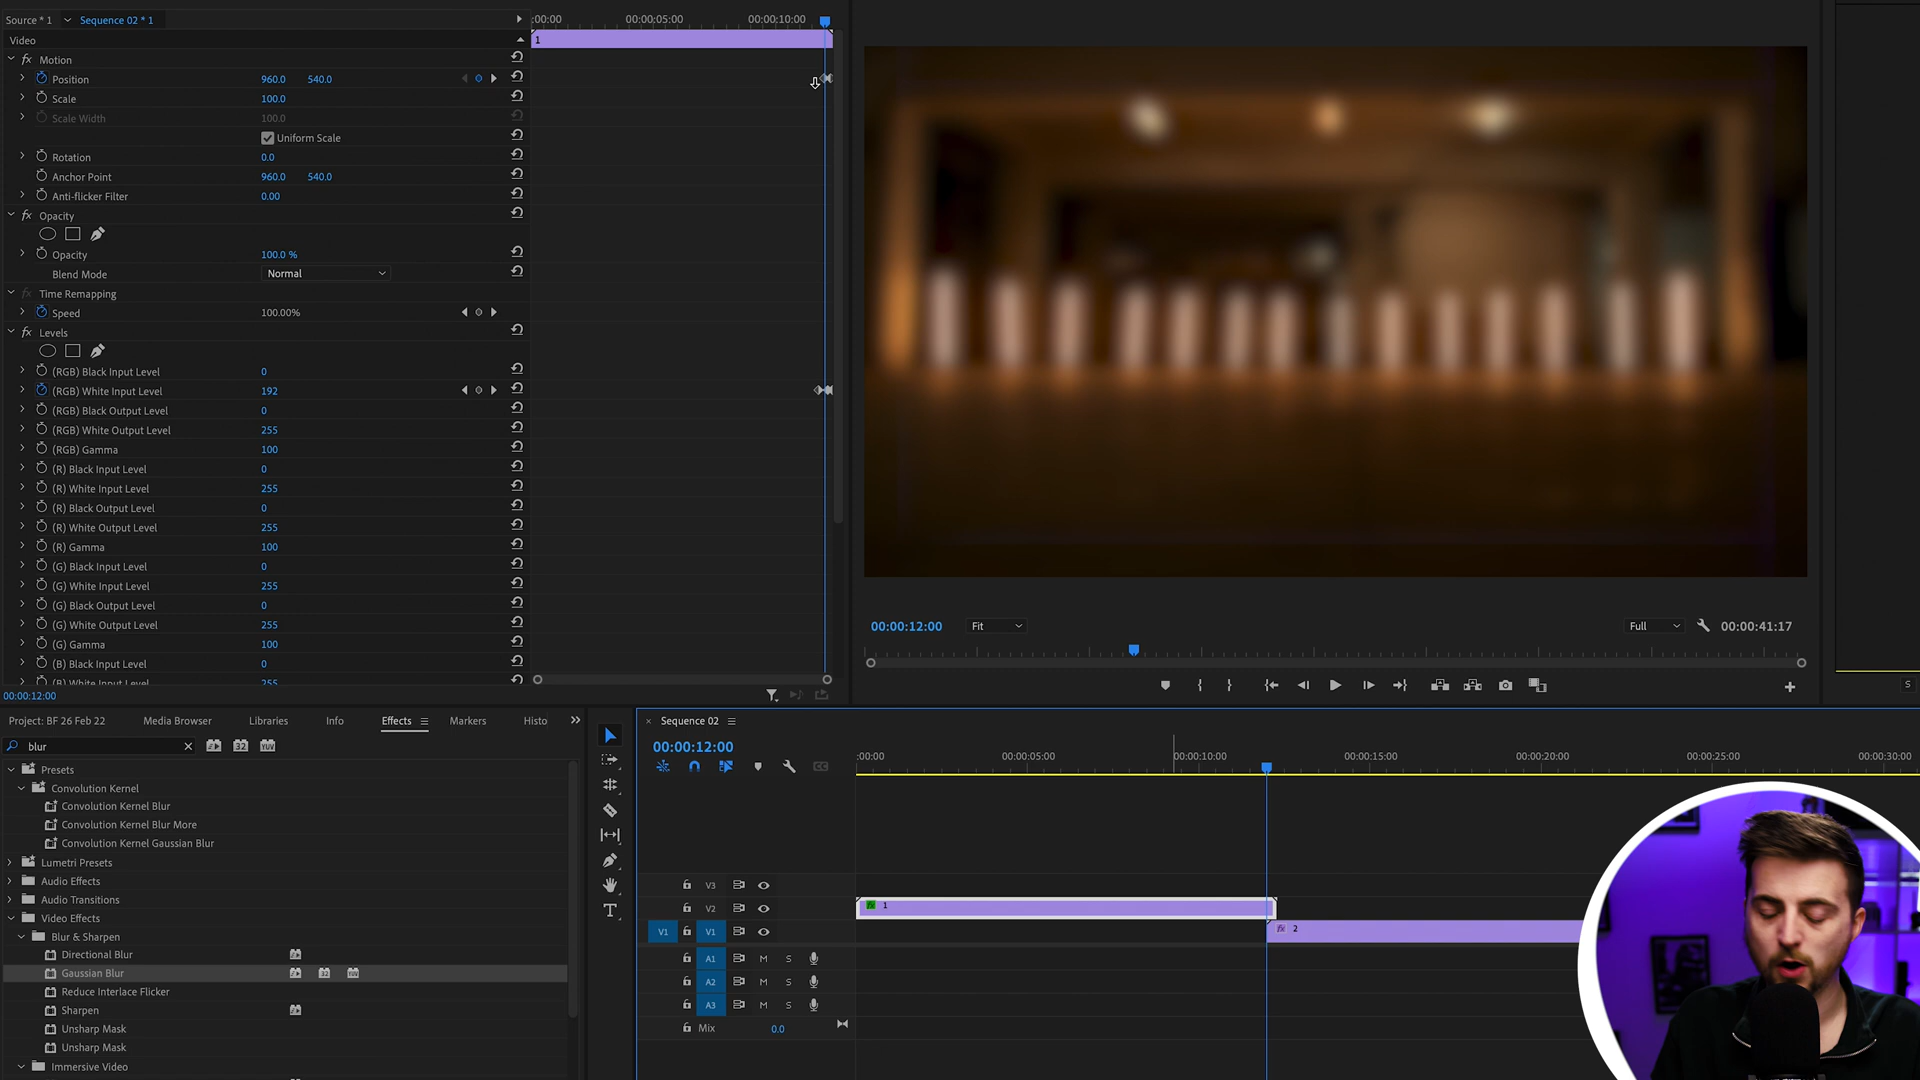 Source * 1 Sequence 02 * 1 :00:00 00:00:05:00 00:00:10:00
Video 1
fx Motion
Position 960.0 540.0
Scale 100.0
Scale Width 100.0
Uniform Scale
Rotation 0.0
Anchor Point 960.0 540.0
Anti-flicker Filter 0.00
fx Opacity
Opacity 100.0 %
Blend Mode Normal
fx Time Remapping
Speed 100.00%
fx Levels
(RGB) Black Input Level 0
(RGB) White Input Level 192
(RGB) Black Output Level 0
(RGB) White Output Level 255
(RGB) Gamma 100
(R) Black Input Level 0
(R) White Input Level 255
(R) Black Output Level 0
(R) White Output Level 255
(R) Gamma 100
(G) Black Input Level 0
(G) White Input Level 255
(G) Black Output Level 0
(G) White Output Level 255
(G) Gamma 100
(B) Black Input Level 0
(B) White Input Level 255
00:00:12:00
00:00:12:00 Fit Full 00:00:41:17
S
Project: BF 26 Feb 22 Media Browser Libraries Info Effects Markers Histo
blur 32 YUV
Presets
Convolution Kernel
Convolution Kernel Blur
Convolution Kernel Blur More
Convolution Kernel Gaussian Blur
Lumetri Presets
Audio Effects
Audio Transitions
Video Effects
Blur & Sharpen
Directional Blur
Gaussian Blur
Reduce Interlace Flicker
Sharpen
Unsharp Mask
Unsharp Mask
Immersive Video
× Sequence 02
00:00:12:00
:00:00 00:00:05:00 00:00:10:00 00:00:15:00 00:00:20:00 00:00:25:00 00:00:30:00
V3
V2 fx 1
V1 V1 fx 2
A1 M S
A2 M S
A3 M S
Mix 0.0